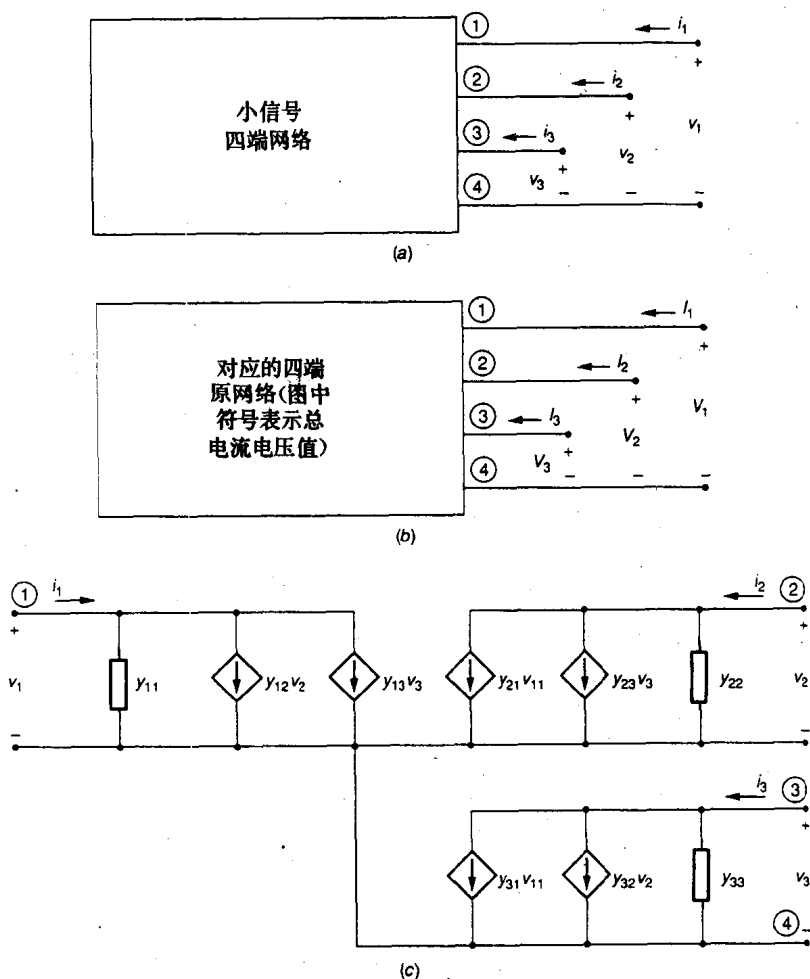 ① i₁
+
② i₂
小信号
四端网络
+
v₁
③ i₃
v₂
+
v₃
④ − − −
(a)
① I₁
+
② I₂
对应的四端
原网络(图中
符号表示总
电流电压值)
+
V₁
③ I₃
V₂
+
V₃
④ − − −
(b)
① i₁ i₂ ②
+ +
v₁ y₁₁ y₁₂v₂ y₁₃v₃ y₂₁v₁₁ y₂₃v₃ y₂₂ v₂
− −
i₃ ③
+
y₃₁v₁₁ y₃₂v₂ y₃₃ v₃
④ −
(c)